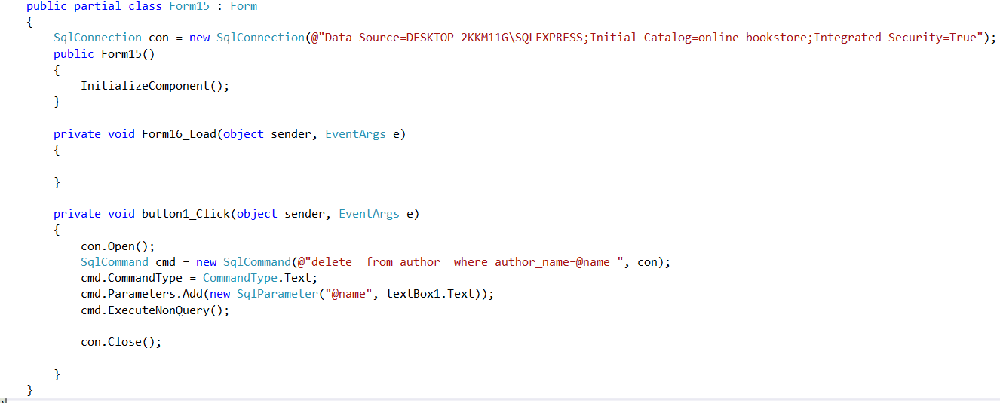 public partial class Form15 : Form
{
SqlConnection con = new SqlConnection(@"Data Source=DESKTOP-2KKM11G\SQLEXPRESS;Initial Catalog=online bookstore;Integrated Security=True");
public Form15()
{
InitializeComponent();
}
private void Form16_Load(object sender, EventArgs e)
{
}
private void button1_Click(object sender, EventArgs e)
{
con.Open();
SqlCommand cmd = new SqlCommand(@"delete  from author  where author_name=@name ", con);
cmd.CommandType = CommandType.Text;
cmd.Parameters.Add(new SqlParameter("@name", textBox1.Text));
cmd.ExecuteNonQuery();
con.Close();
}
}